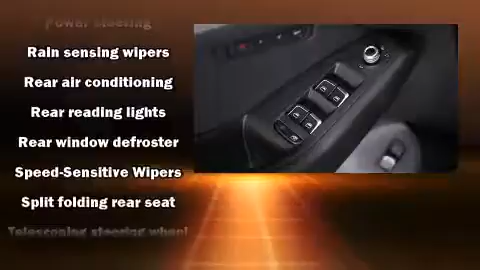 Power steering
Rain sensing wipers
Rear air conditioning
Rear reading lights
Rear window defroster
Speed-Sensitive Wipers
Split folding rear seat
Telescoping steering wheel